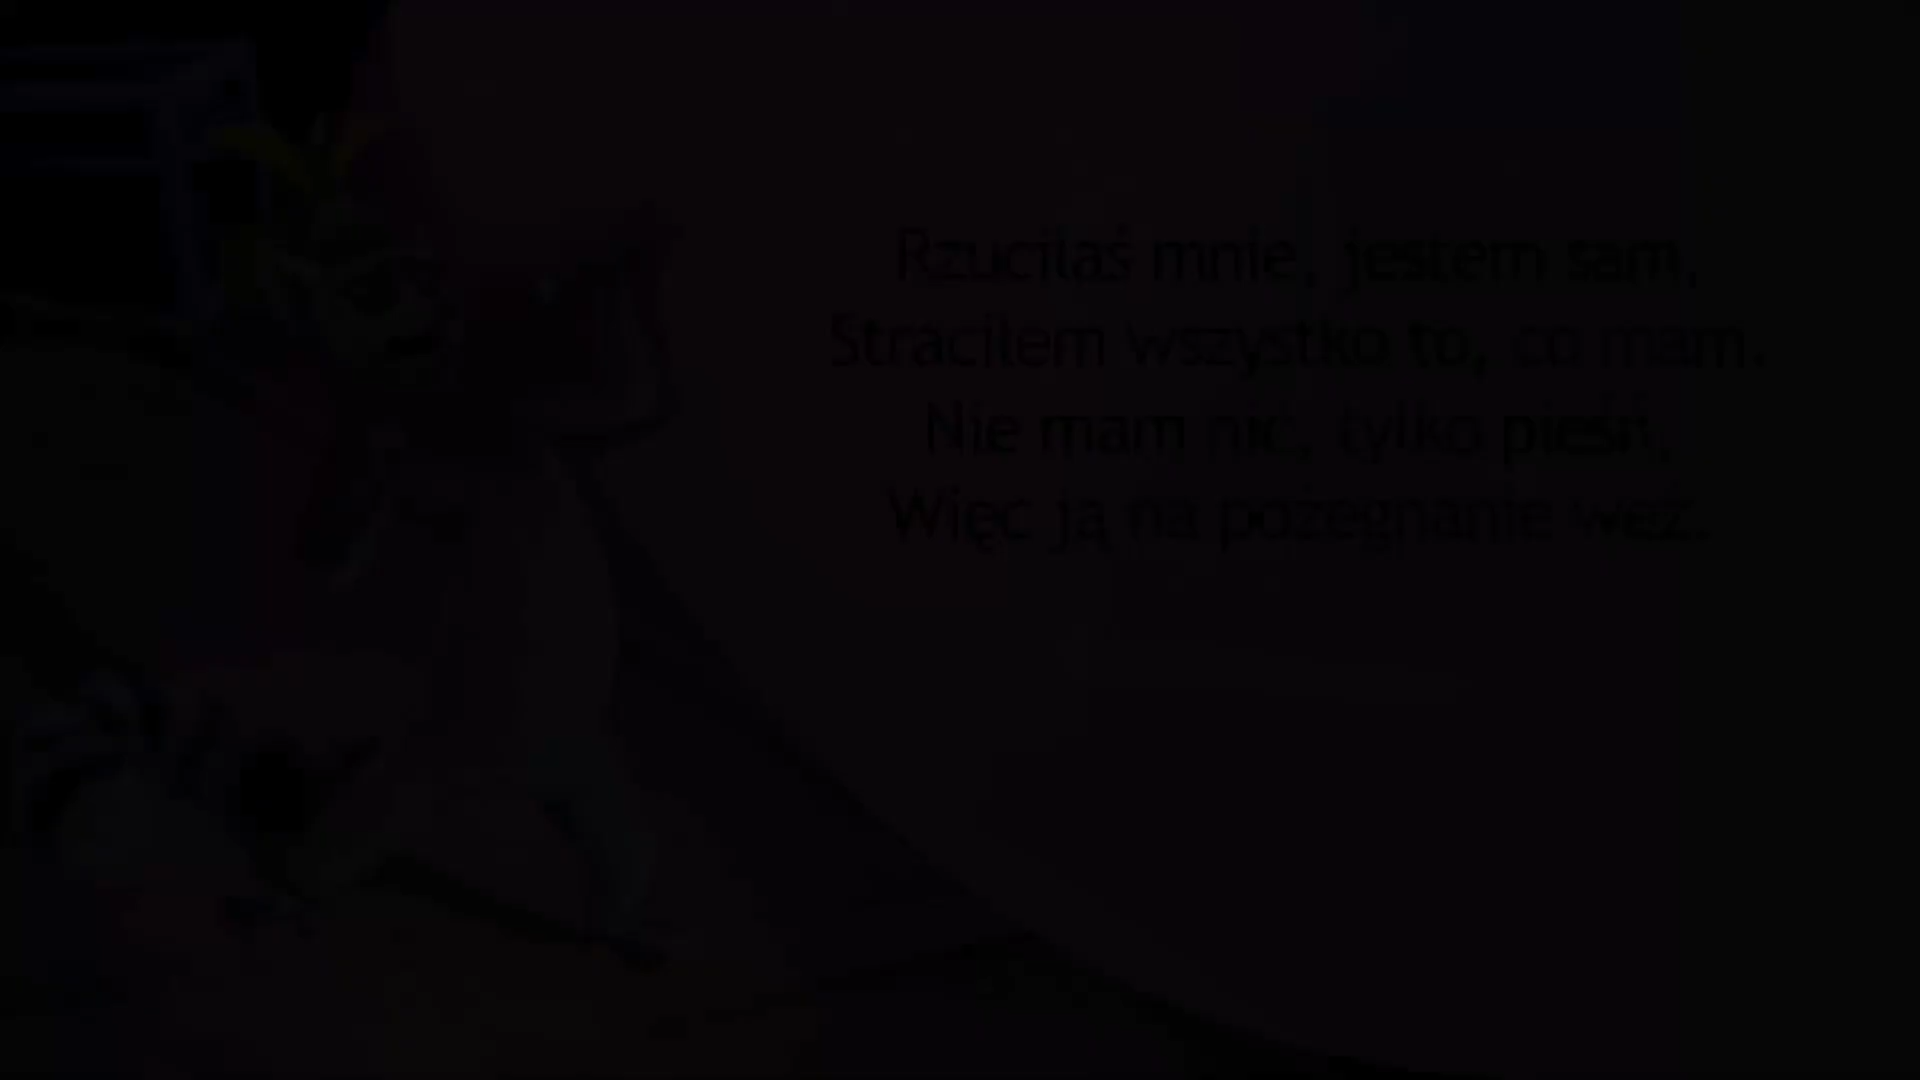 Rzuciłaś mnie, jestem sam,
Straciłem wszystko to, co mam.
Nie mam nic, tylko pieśń,
Więc ją na pożegnanie weź.